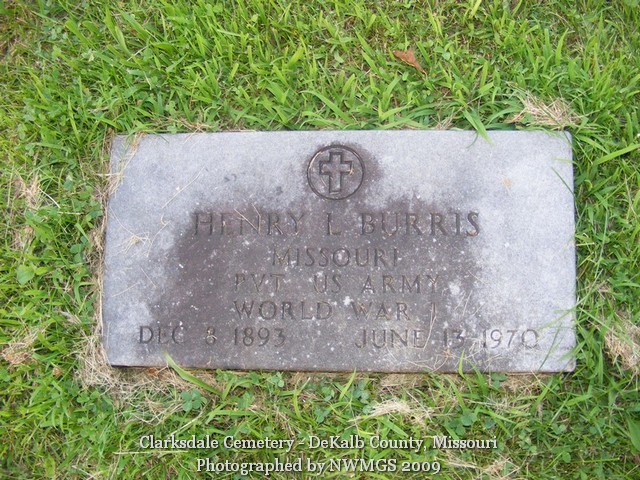 HENRY L BURRIS
MISSOURI
PVT US ARMY
WORLD WAR I
DEC 8 1893 JUNE 13 1970
Clarksdale Cemetery - DeKalb County, Missouri
Photographed by NWMGS 2009